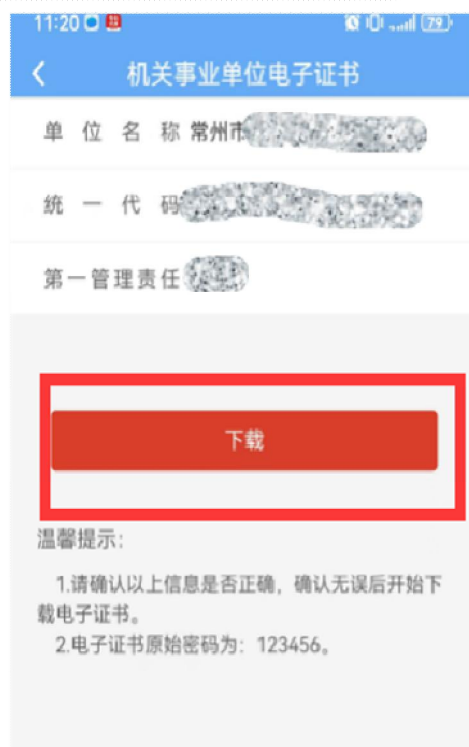 11:20
79
机关事业单位电子证书
单位名称 常州市
统一代码
第一管理责任
下载
温馨提示：
1.请确认以上信息是否正确，确认无误后开始下
载电子证书。
2.电子证书原始密码为：123456。